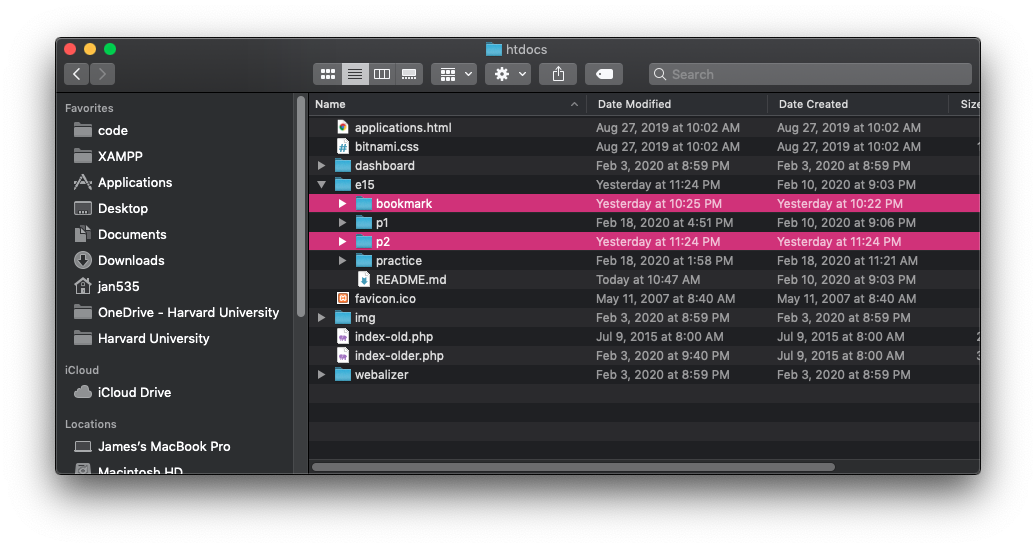 htdocs
Search
Favorites
code
XAMPP
Applications
Desktop
Documents
Downloads
jan535
OneDrive - Harvard University
Harvard University
iCloud
iCloud Drive
Locations
James’s MacBook Pro
Macintosh HD
Name Date Modified Date Created Size
applications.html Aug 27, 2019 at 10:02 AM Aug 27, 2019 at 10:02 AM
bitnami.css Aug 27, 2019 at 10:02 AM Aug 27, 2019 at 10:02 AM
dashboard Feb 3, 2020 at 8:59 PM Feb 3, 2020 at 8:59 PM
e15 Yesterday at 11:24 PM Feb 10, 2020 at 9:03 PM
bookmark Yesterday at 10:25 PM Yesterday at 10:22 PM
p1 Feb 18, 2020 at 4:51 PM Feb 10, 2020 at 9:06 PM
p2 Yesterday at 11:24 PM Yesterday at 11:24 PM
practice Feb 18, 2020 at 1:58 PM Feb 18, 2020 at 11:21 AM
README.md Today at 10:47 AM Feb 10, 2020 at 9:03 PM
favicon.ico May 11, 2007 at 8:40 AM May 11, 2007 at 8:40 AM
img Feb 3, 2020 at 8:59 PM Feb 3, 2020 at 8:59 PM
index-old.php Jul 9, 2015 at 8:00 AM Jul 9, 2015 at 8:00 AM
index-older.php Feb 3, 2020 at 9:40 PM Jul 9, 2015 at 8:00 AM
webalizer Feb 3, 2020 at 8:59 PM Feb 3, 2020 at 8:59 PM